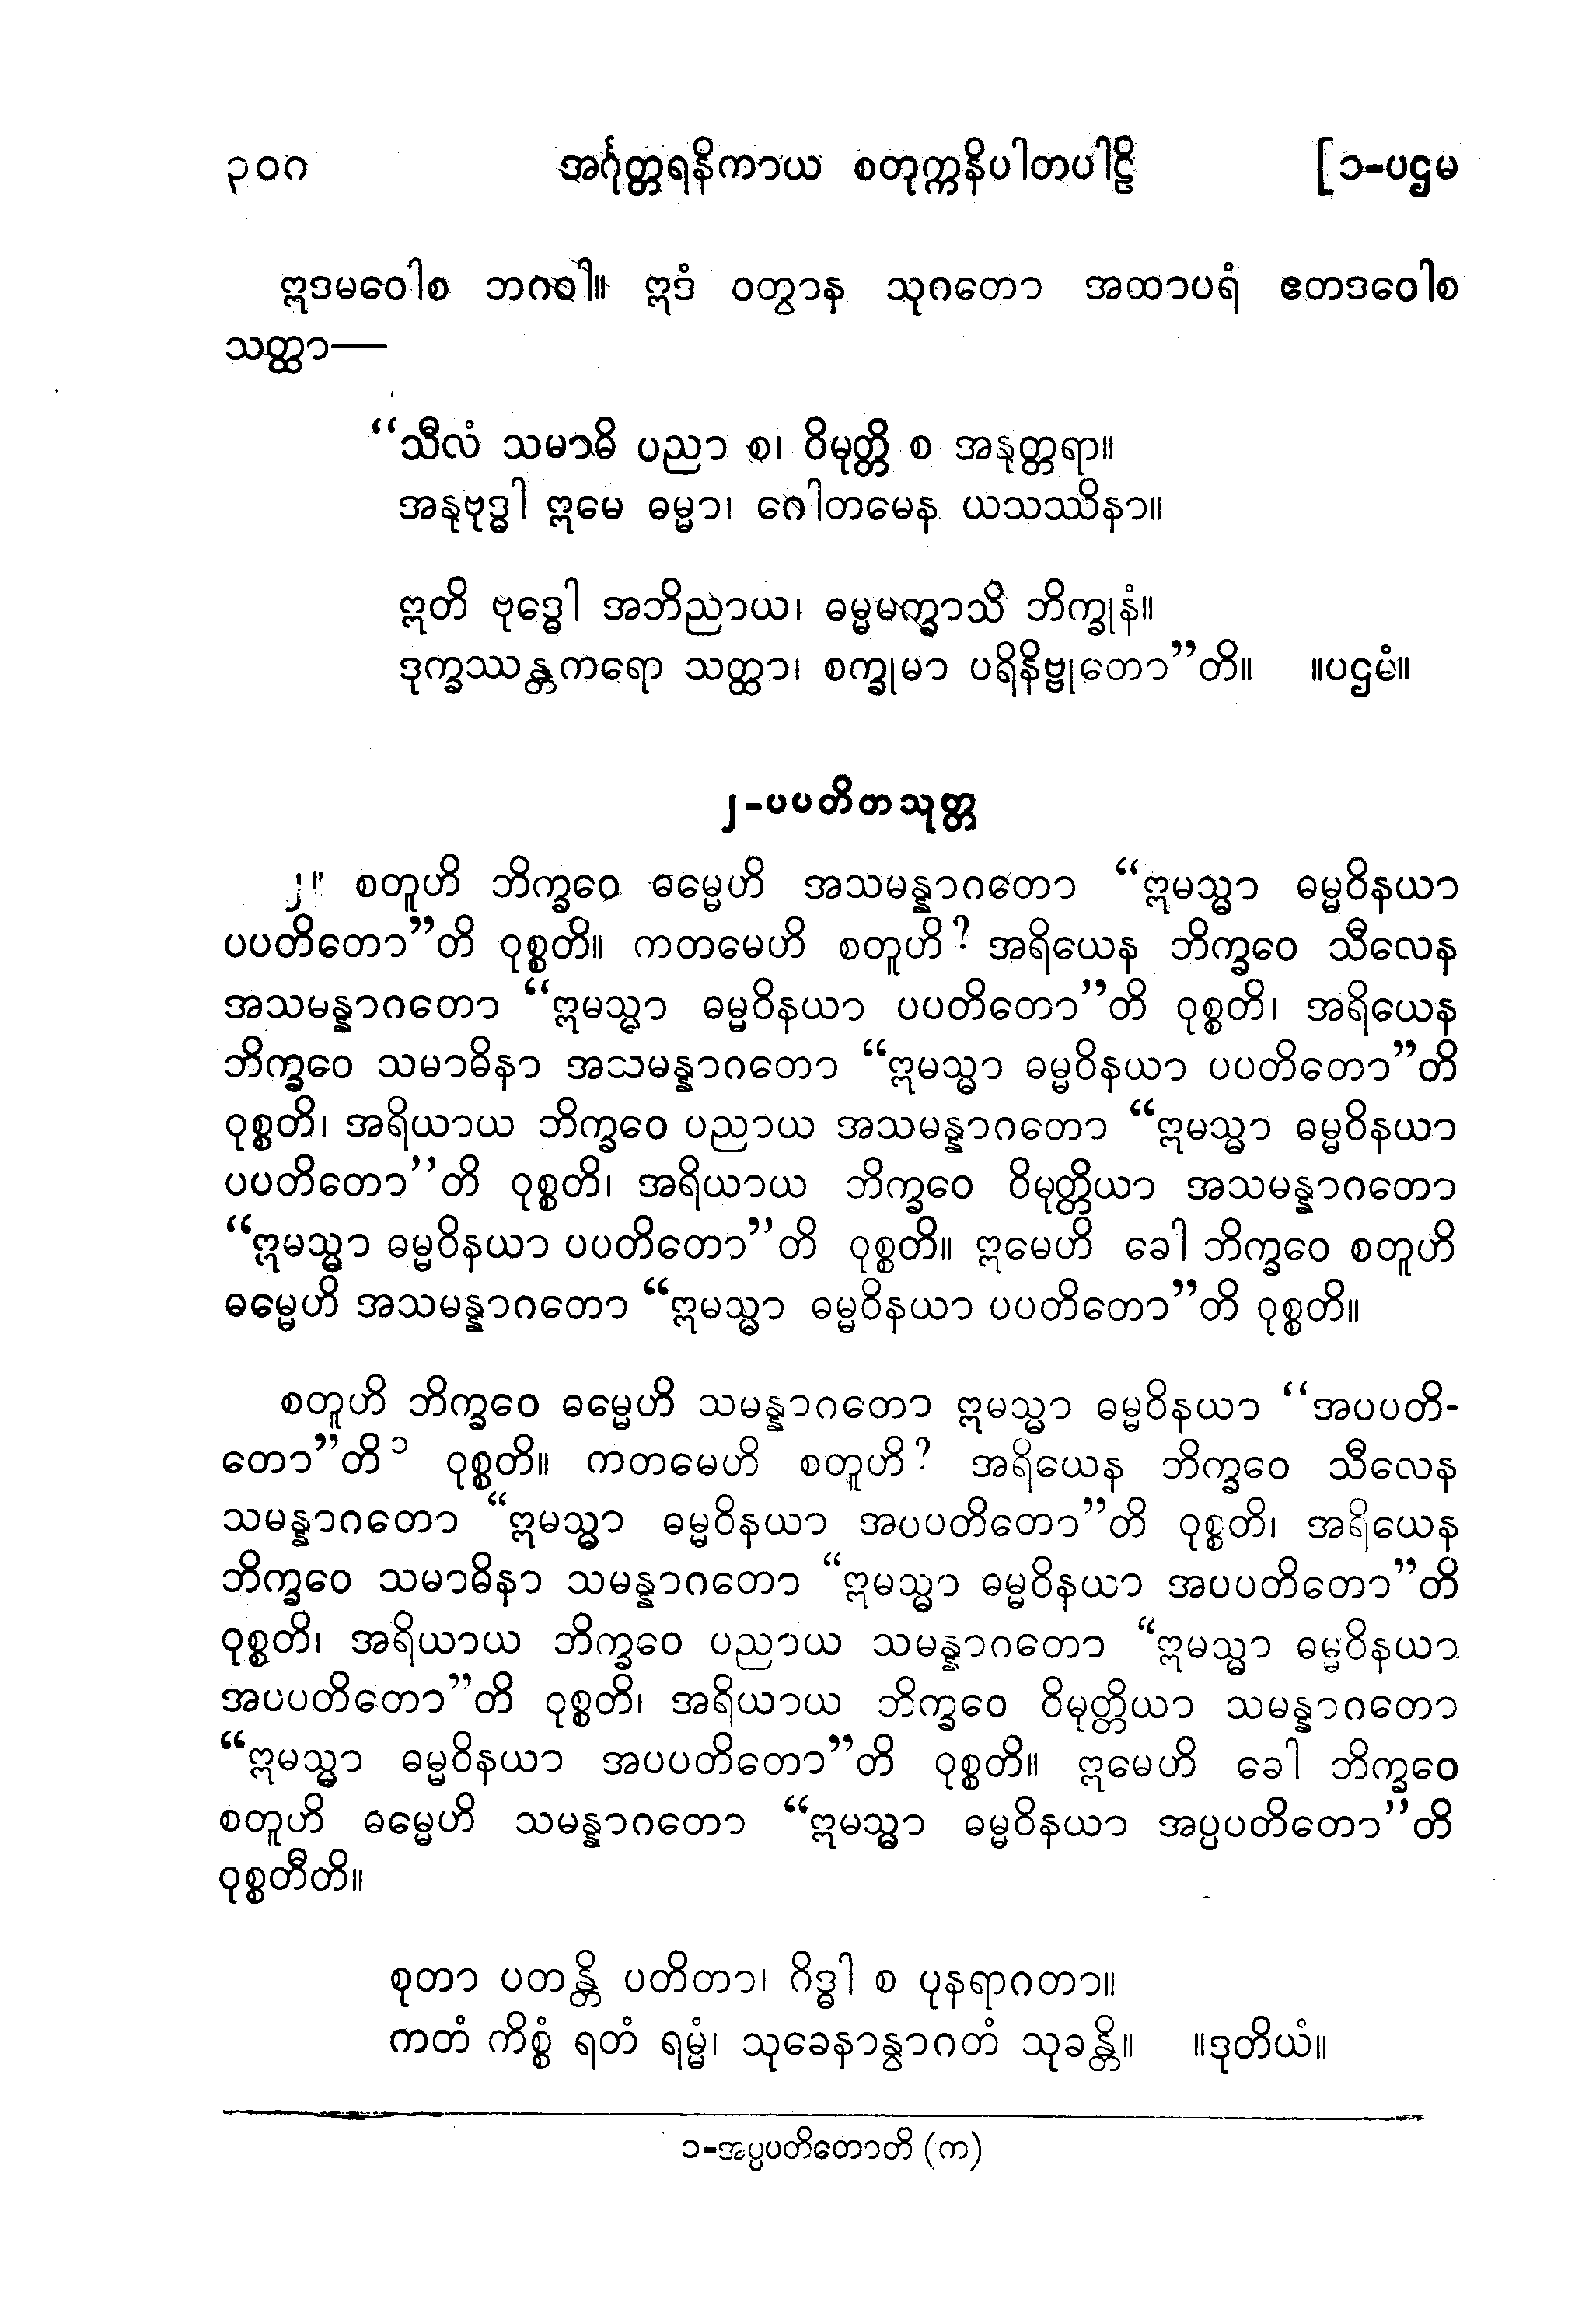 ၃၀ဂ အင်္ဂုတ္တရနိကာယ စတုက္ကနိပါတပါဠိ [၁-ပဌမ
ဣဒမဝေါစ ဘဂဝါ။ ဣဒံ ဝတွာန သုဂတော အထာပရံ ဧတဒဝေါစ
သတ္ထာ—
“သီလံ သမာဓိ ပညာ စ၊ ဝိမုတ္တိ စ အနုတ္တရာ။
အနုဗုဒ္ဓါ ဣမေ ဓမ္မာ၊ ဂေါတမေန ယသဿိနာ။
ဣတိ ဗုဒ္ဓေါ အဘိညာယ၊ ဓမ္မမက္ခာသိ ဘိက္ခုနံ။
ဒုက္ခဿန္တကရော သတ္ထာ၊ စက္ခုမာ ပရိနိဗ္ဗုတော”တိ။ ။ပဌမံ။
၂-ပပတိတသုတ္တ
၂။ စတူဟိ ဘိက္ခဝေ ဓမ္မေဟိ အသမန္နာဂတော “ဣမသ္မာ ဓမ္မဝိနယာ
ပပတိတော”တိ ဝုစ္စတိ။ ကတမေဟိ စတူဟိ? အရိယေန ဘိက္ခဝေ သီလေန
အသမန္နာဂတော “ဣမသ္မာ ဓမ္မဝိနယာ ပပတိတော”တိ ဝုစ္စတိ၊ အရိယေန
ဘိက္ခဝေ သမာဓိနာ အသမန္နာဂတော “ဣမသ္မာ ဓမ္မဝိနယာ ပပတိတော”တိ
ဝုစ္စတိ၊ အရိယာယ ဘိက္ခဝေ ပညာယ အသမန္နာဂတော “ဣမသ္မာ ဓမ္မဝိနယာ
ပပတိတော”တိ ဝုစ္စတိ၊ အရိယာယ ဘိက္ခဝေ ဝိမုတ္တိယာ အသမန္နာဂတော
“ဣမသ္မာ ဓမ္မဝိနယာ ပပတိတော”တိ ဝုစ္စတိ။ ဣမေဟိ ခေါ ဘိက္ခဝေ စတူဟိ
ဓမ္မေဟိ အသမန္နာဂတော “ဣမသ္မာ ဓမ္မဝိနယာ ပပတိတော”တိ ဝုစ္စတိ။
စတူဟိ ဘိက္ခဝေ ဓမ္မေဟိ သမန္နာဂတော ဣမသ္မာ ဓမ္မဝိနယာ “အပပတိ-
တော”တိ ၁ ဝုစ္စတိ။ ကတမေဟိ စတူဟိ? အရိယေန ဘိက္ခဝေ သီလေန
သမန္နာဂတော “ဣမသ္မာ ဓမ္မဝိနယာ အပပတိတော”တိ ဝုစ္စတိ၊ အရိယေန
ဘိက္ခဝေ သမာဓိနာ သမန္နာဂတော “ဣမသ္မာ ဓမ္မဝိနယာ အပပတိတော”တိ
ဝုစ္စတိ၊ အရိယာယ ဘိက္ခဝေ ပညာယ သမန္နာဂတော “ဣမသ္မာ ဓမ္မဝိနယာ
အပပတိတော”တိ ဝုစ္စတိ၊ အရိယာယ ဘိက္ခဝေ ဝိမုတ္တိယာ သမန္နာဂတော
“ဣမသ္မာ ဓမ္မဝိနယာ အပပတိတော”တိ ဝုစ္စတိ။ ဣမေဟိ ခေါ ဘိက္ခဝေ
စတူဟိ ဓမ္မေဟိ သမန္နာဂတော “ဣမသ္မာ ဓမ္မဝိနယာ အပ္ပပတိတော”တိ
ဝုစ္စတီတိ။
စုတာ ပတန္တိ ပတိတာ၊ ဂိဒ္ဓါ စ ပုနရာဂတာ။
ကတံ ကိစ္စံ ရတံ ရမ္မံ၊ သုခေနာနွာဂတံ သုခန္တိ။ ။ဒုတိယံ။
၁-အပ္ပပတိတောတိ (က)